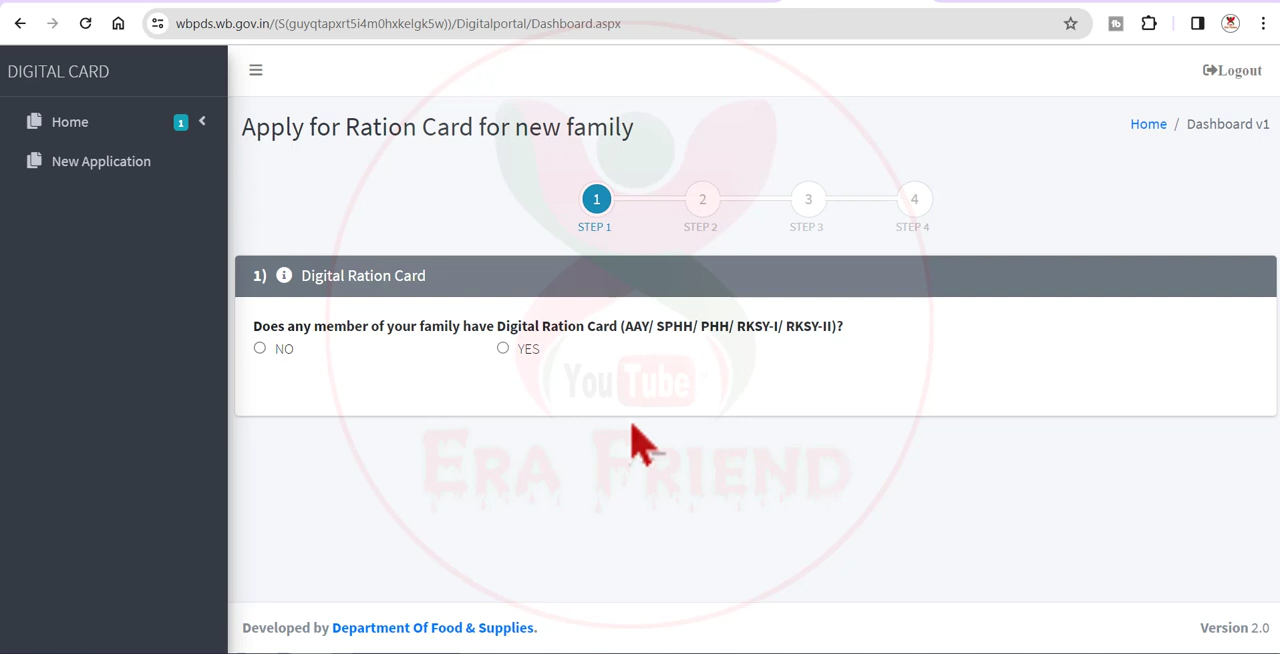 wbpds.wb.gov.in/(S(guyqtapxrt5i4m0hxkelgk5w))/Digitalportal/Dashboard.aspx
DIGITAL CARD
Logout
Home 1
New Application
Apply for Ration Card for new family
Home / Dashboard v1
1 2 3 4
STEP 1 STEP 2 STEP 3 STEP 4
1) i Digital Ration Card
Does any member of your family have Digital Ration Card (AAY/ SPHH/ PHH/ RKSY-I/ RKSY-II)?
NO YES
YouTube
ERA FRIEND
Developed by Department Of Food & Supplies.
Version 2.0